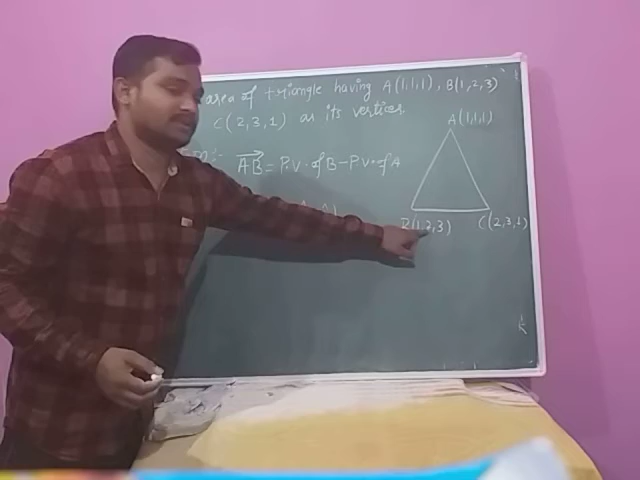 area of triangle having A(1,1,1), B(1,2,3)
C(2,3,1) as its vertices.
A(1,1,1)
AB = P.V. of B - P.V. of A
B(1,2,3) C(2,3,1)